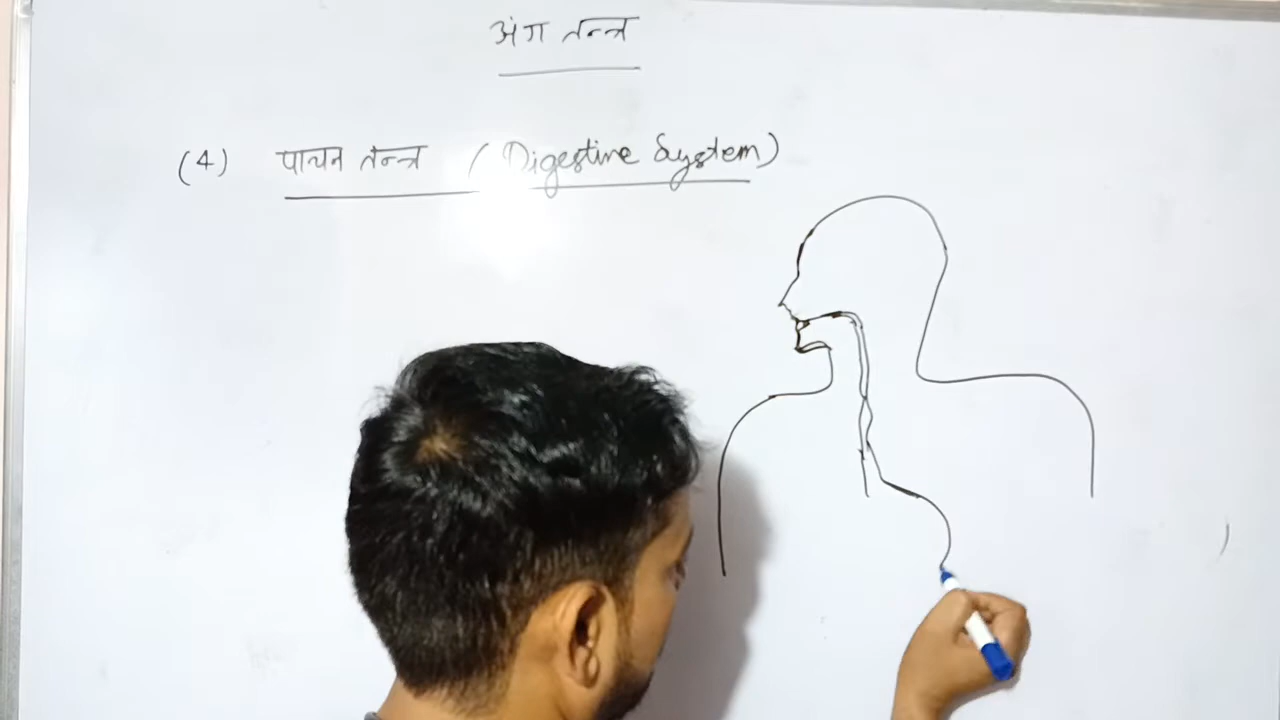 अंग तन्त्र
(4) पाचन तन्त्र (Digestive System)